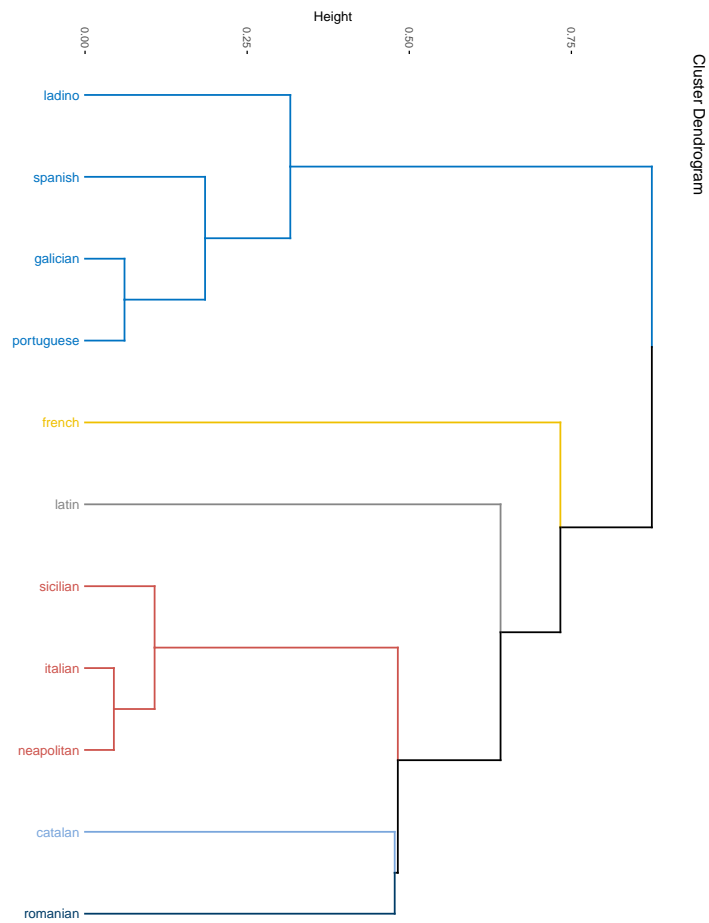 Height
0.00
0.25
0.50
0.75
Cluster Dendrogram
ladino
spanish
galician
portuguese
french
latin
sicilian
italian
neapolitan
catalan
romanian